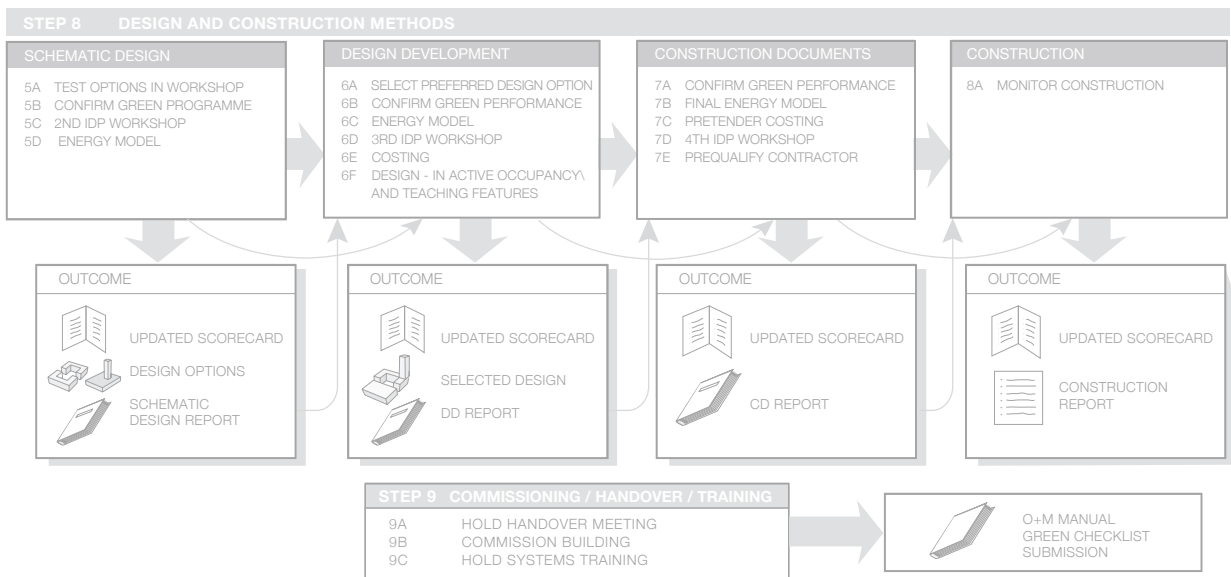 STEP 8 DESIGN AND CONSTRUCTION METHODS
SCHEMATIC DESIGN
5A TEST OPTIONS IN WORKSHOP
5B CONFIRM GREEN PROGRAMME
5C 2ND IDP WORKSHOP
5D ENERGY MODEL
DESIGN DEVELOPMENT
6A SELECT PREFERRED DESIGN OPTION
6B CONFIRM GREEN PERFORMANCE
6C ENERGY MODEL
6D 3RD IDP WORKSHOP
6E COSTING
6F DESIGN - IN ACTIVE OCCUPANCY\
AND TEACHING FEATURES
CONSTRUCTION DOCUMENTS
7A CONFIRM GREEN PERFORMANCE
7B FINAL ENERGY MODEL
7C PRETENDER COSTING
7D 4TH IDP WORKSHOP
7E PREQUALIFY CONTRACTOR
CONSTRUCTION
8A MONITOR CONSTRUCTION
OUTCOME
UPDATED SCORECARD
DESIGN OPTIONS
SCHEMATIC
DESIGN REPORT
OUTCOME
UPDATED SCORECARD
SELECTED DESIGN
DD REPORT
OUTCOME
UPDATED SCORECARD
CD REPORT
OUTCOME
UPDATED SCORECARD
CONSTRUCTION
REPORT
STEP 9 COMMISSIONING / HANDOVER / TRAINING
9A HOLD HANDOVER MEETING
9B COMMISSION BUILDING
9C HOLD SYSTEMS TRAINING
O+M MANUAL
GREEN CHECKLIST
SUBMISSION